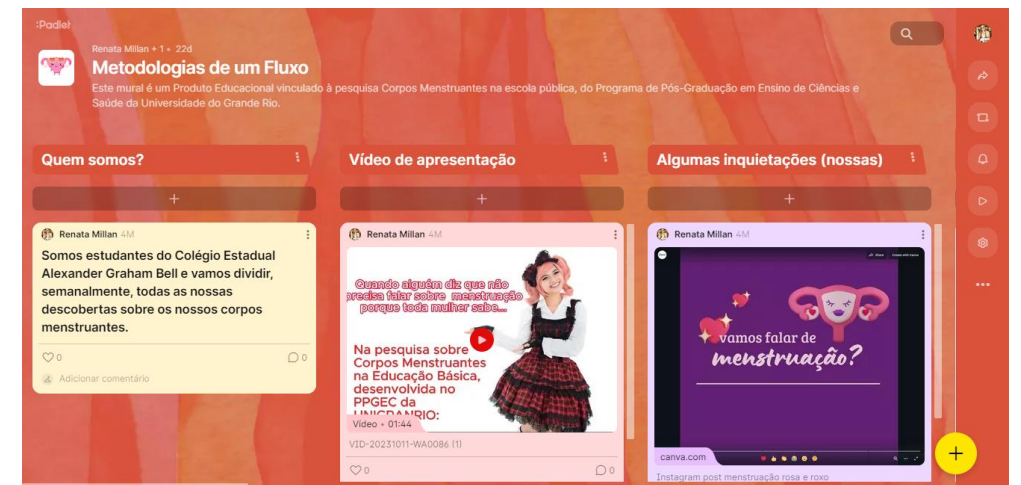 :Padlet
Renata Millan + 1 • 22d
Metodologias de um Fluxo
Este mural é um Produto Educacional vinculado à pesquisa Corpos Menstruantes na escola pública, do Programa de Pós-Graduação em Ensino de Ciências e
Saúde da Universidade do Grande Rio.
Quem somos?
Renata Millan 4M
Somos estudantes do Colégio Estadual
Alexander Graham Bell e vamos dividir,
semanalmente, todas as nossas
descobertas sobre os nossos corpos
menstruantes.
0
0
Adicionar comentário
Vídeo de apresentação
Renata Millan 4M
Quando alguém diz que não
precisa falar sobre menstruação
porque toda mulher sabe...
Na pesquisa sobre
Corpos Menstruantes
na Educação Básica,
desenvolvida no
PPGEC da
UNIGRANRIO:
Vídeo • 01:44
VID-20231011-WA0086 (1)
0
0
Algumas inquietações (nossas)
Renata Millan 4M
Share
Create with Canva
vamos falar de
menstruação?
canva.com
Instagram post menstruação rosa e roxo